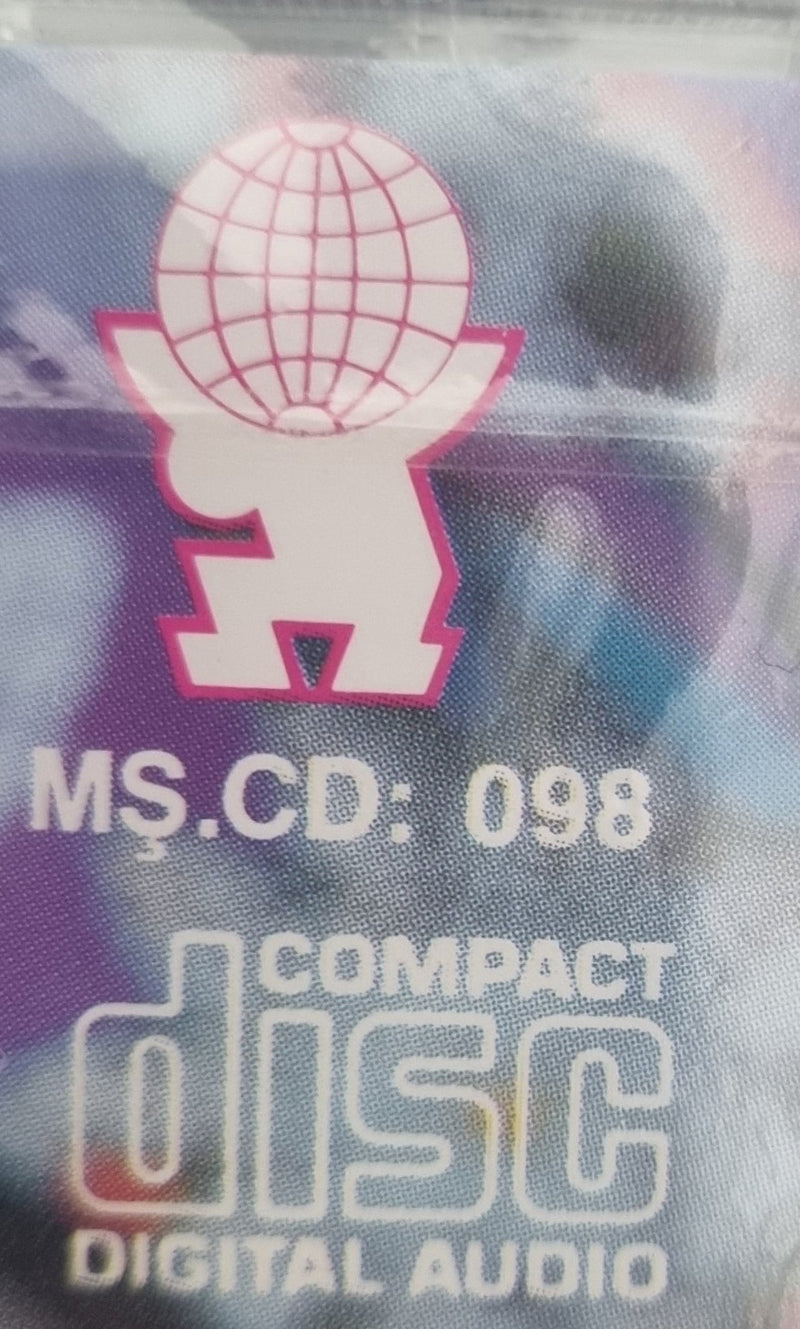 MŞ.CD: 098
COMPACT
disc
DIGITAL AUDIO